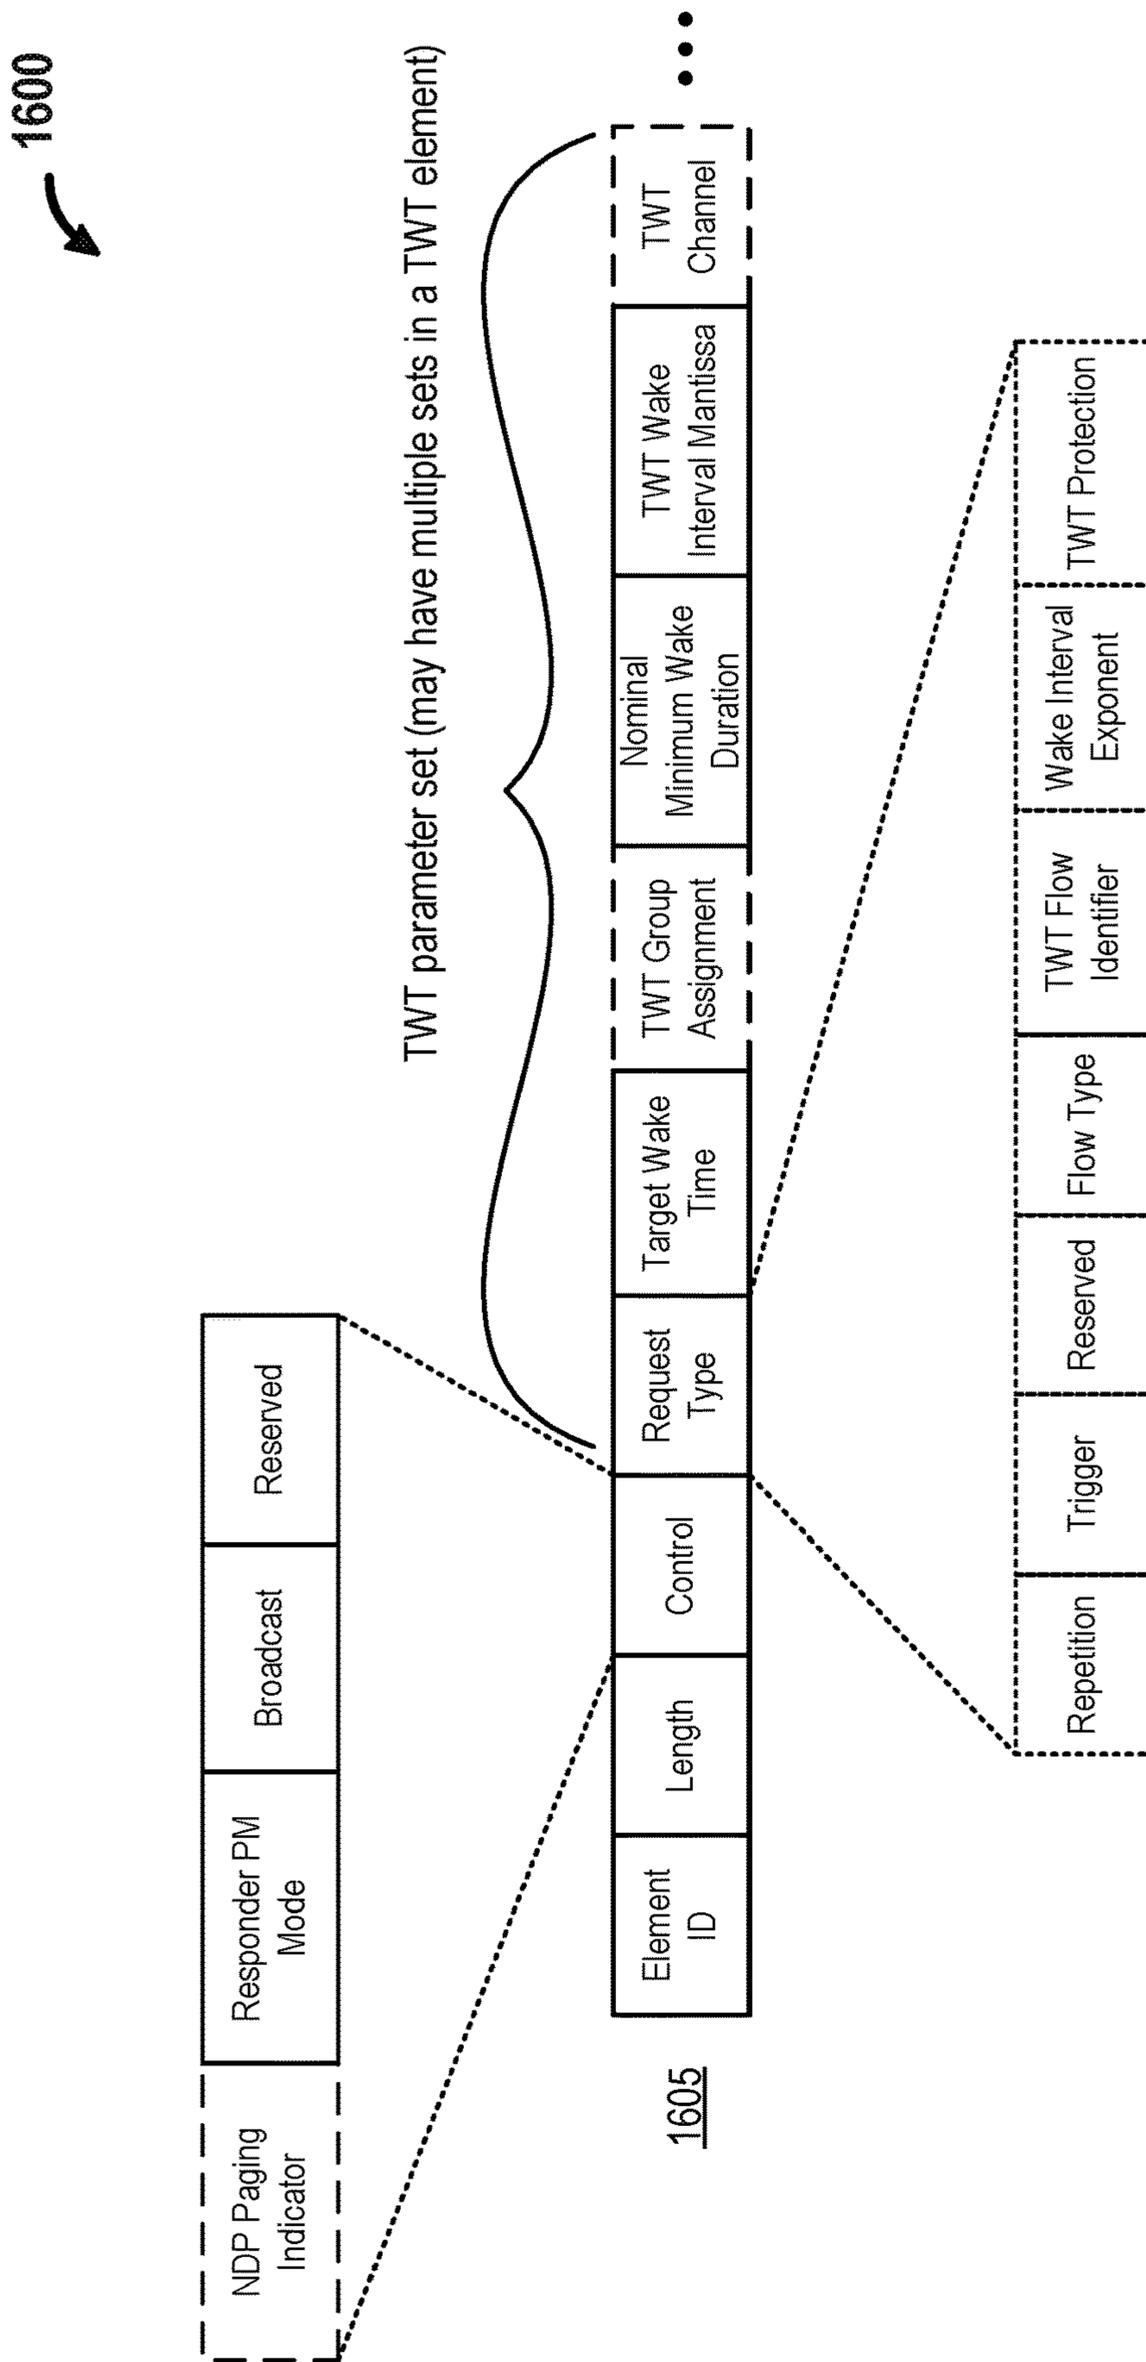 1600
TWT parameter set (may have multiple sets in a TWT element)
NDP Paging
Indicator
Responder PM
Mode
Broadcast
Reserved
1605
Element
ID
Length
Control
Request
Type
Target Wake
Time
TWT Group
Assignment
Nominal
Minimum Wake
Duration
TWT Wake
Interval Mantissa
TWT
Channel
Repetition
Trigger
Reserved
Flow Type
TWT Flow
Identifier
Wake Interval
Exponent
TWT Protection